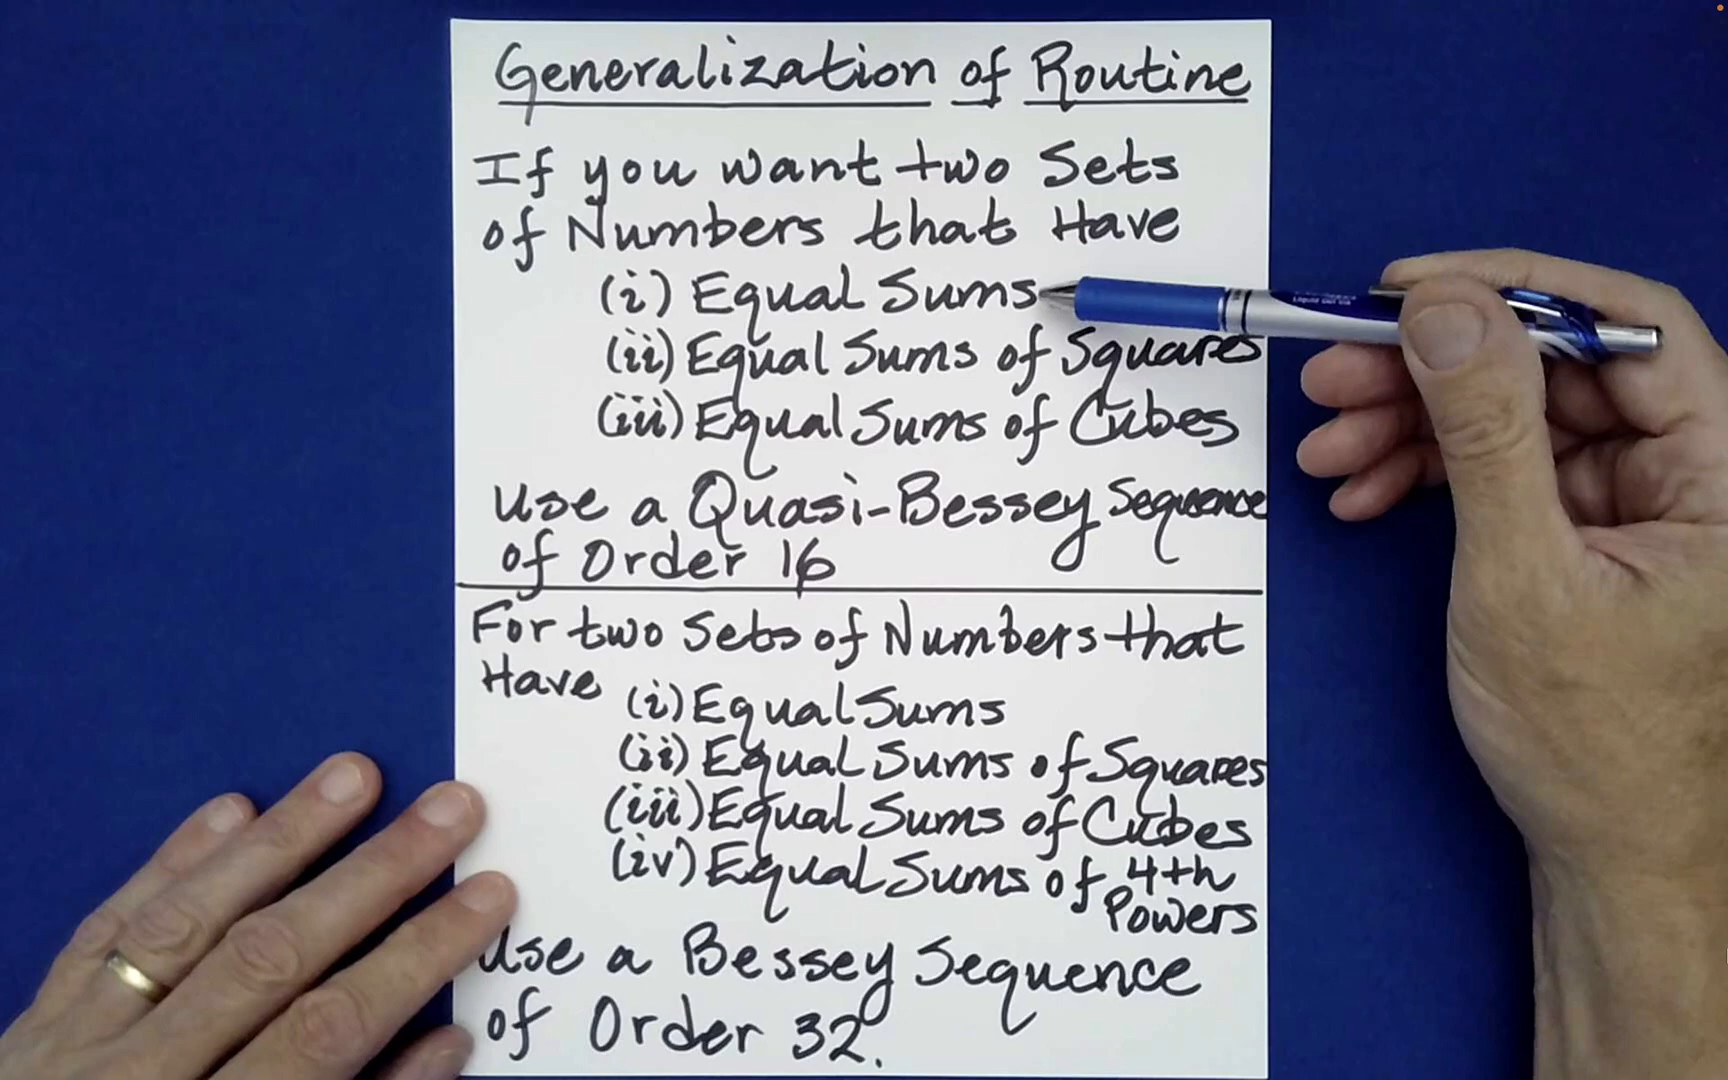 Generalization of Routine
If you want two Sets
of Numbers that Have
(i) Equal Sums
(ii) Equal Sums of Squares
(iii) Equal Sums of Cubes
Use a Quasi-Bessey Sequence
of Order 16
For two Sets of Numbers that
Have
(i) Equal Sums
(ii) Equal Sums of Squares
(iii) Equal Sums of Cubes
(iv) Equal Sums of 4th
Powers
Use a Bessey Sequence
of Order 32.